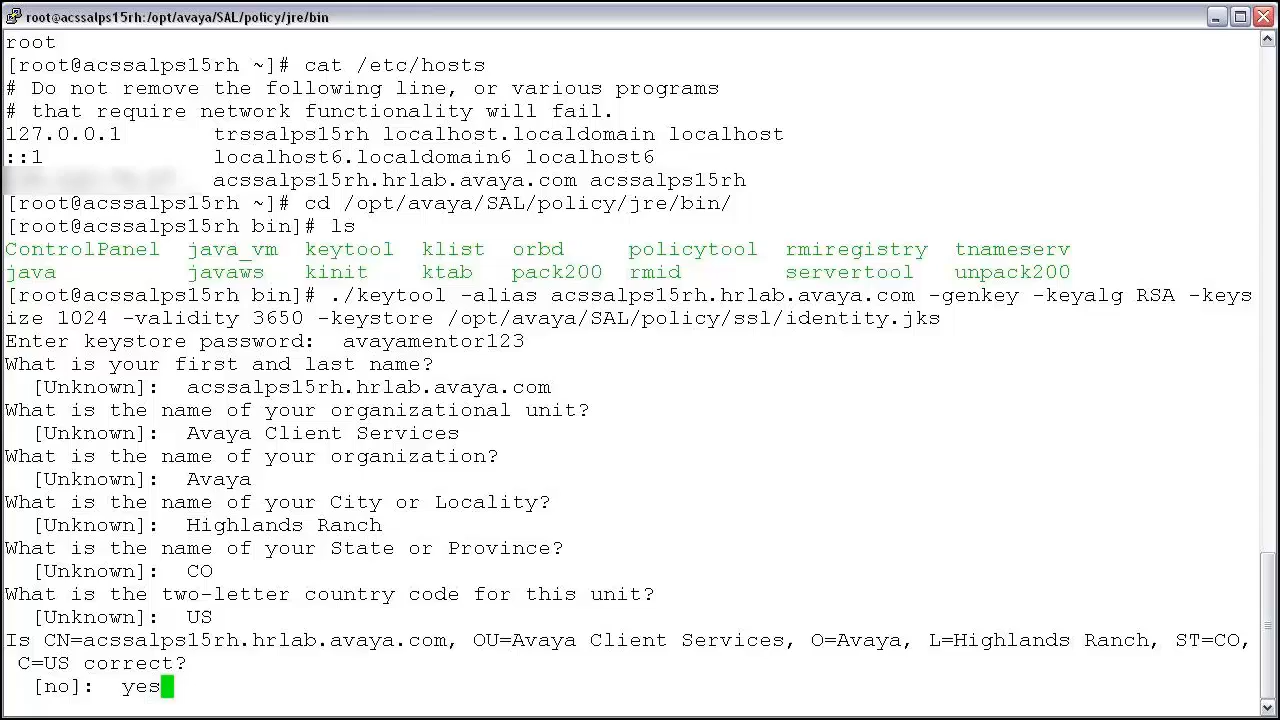 root@acssalps15rh:/opt/avaya/SAL/policy/jre/bin
root
[root@acssalps15rh ~]# cat /etc/hosts
# Do not remove the following line, or various programs
# that require network functionality will fail.
127.0.0.1 trssalps15rh localhost.localdomain localhost
::1 localhost6.localdomain6 localhost6
acssalps15rh.hrlab.avaya.com acssalps15rh
[root@acssalps15rh ~]# cd /opt/avaya/SAL/policy/jre/bin/
[root@acssalps15rh bin]# ls
ControlPanel java_vm keytool klist orbd policytool rmiregistry tnameserv
java javaws kinit ktab pack200 rmid servertool unpack200
[root@acssalps15rh bin]# ./keytool -alias acssalps15rh.hrlab.avaya.com -genkey -keyalg RSA -keys
ize 1024 -validity 3650 -keystore /opt/avaya/SAL/policy/ssl/identity.jks
Enter keystore password: avayamentor123
What is your first and last name?
[Unknown]: acssalps15rh.hrlab.avaya.com
What is the name of your organizational unit?
[Unknown]: Avaya Client Services
What is the name of your organization?
[Unknown]: Avaya
What is the name of your City or Locality?
[Unknown]: Highlands Ranch
What is the name of your State or Province?
[Unknown]: CO
What is the two-letter country code for this unit?
[Unknown]: US
Is CN=acssalps15rh.hrlab.avaya.com, OU=Avaya Client Services, O=Avaya, L=Highlands Ranch, ST=CO,
C=US correct?
[no]: yes